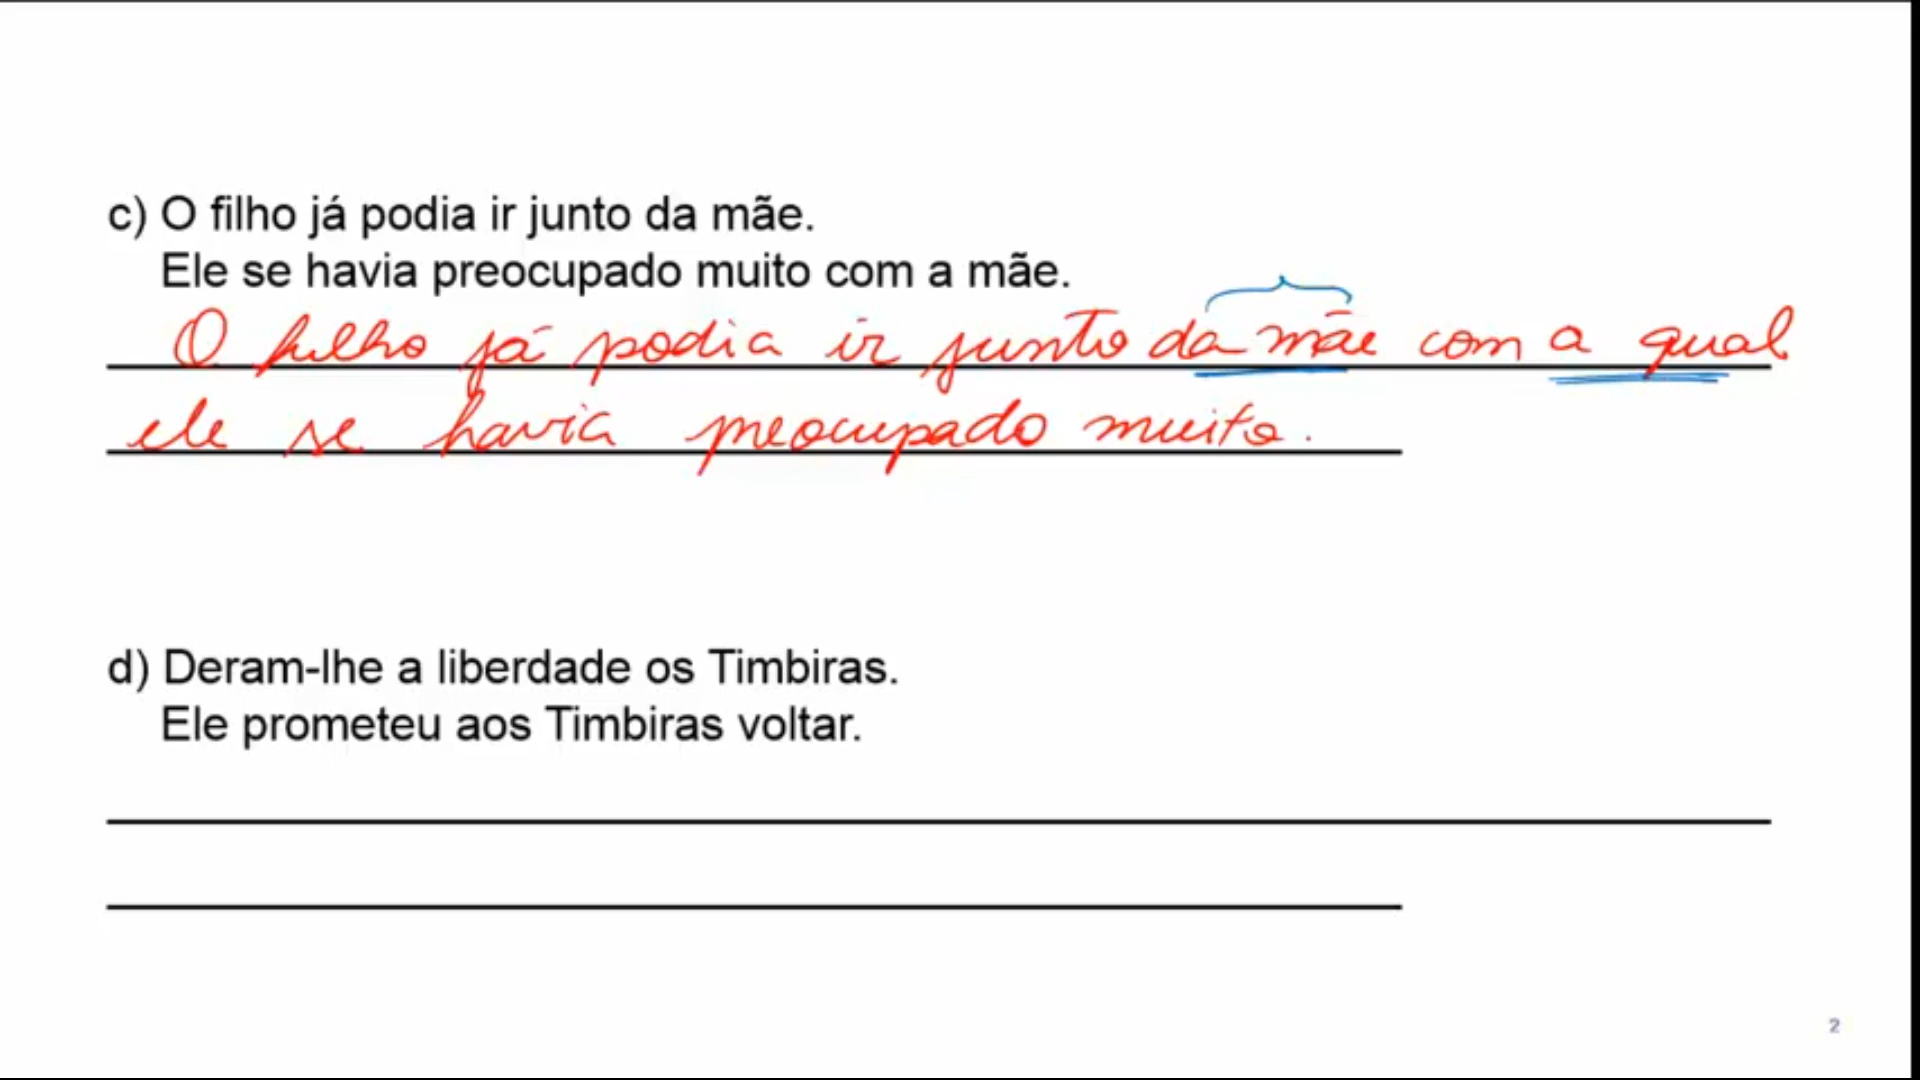 c) O filho já podia ir junto da mãe.
Ele se havia preocupado muito com a mãe.
O filho já podia ir junto da mãe com a qual
ele se havia preocupado muito.
d) Deram-lhe a liberdade os Timbiras.
Ele prometeu aos Timbiras voltar.
2